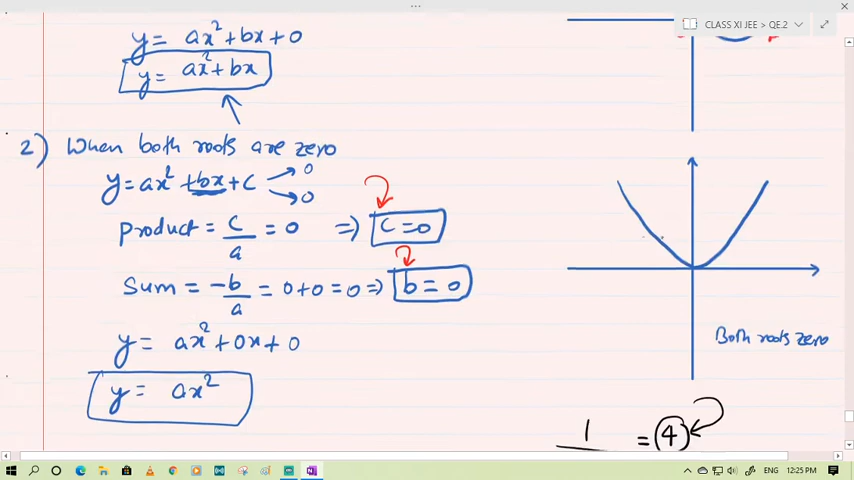 CLASS XI JEE > QE.2
y = ax² + bx + 0
y = ax² + bx
2) When both roots are zero
y = ax² + bx + c → 0
→ 0
Product = c/a = 0 ⇒ c = 0
Sum = -b/a = 0 + 0 = 0 ⇒ b = 0
y = ax² + 0x + 0
y = ax²
Both roots zero
1 = 4
ENG 12:25 PM